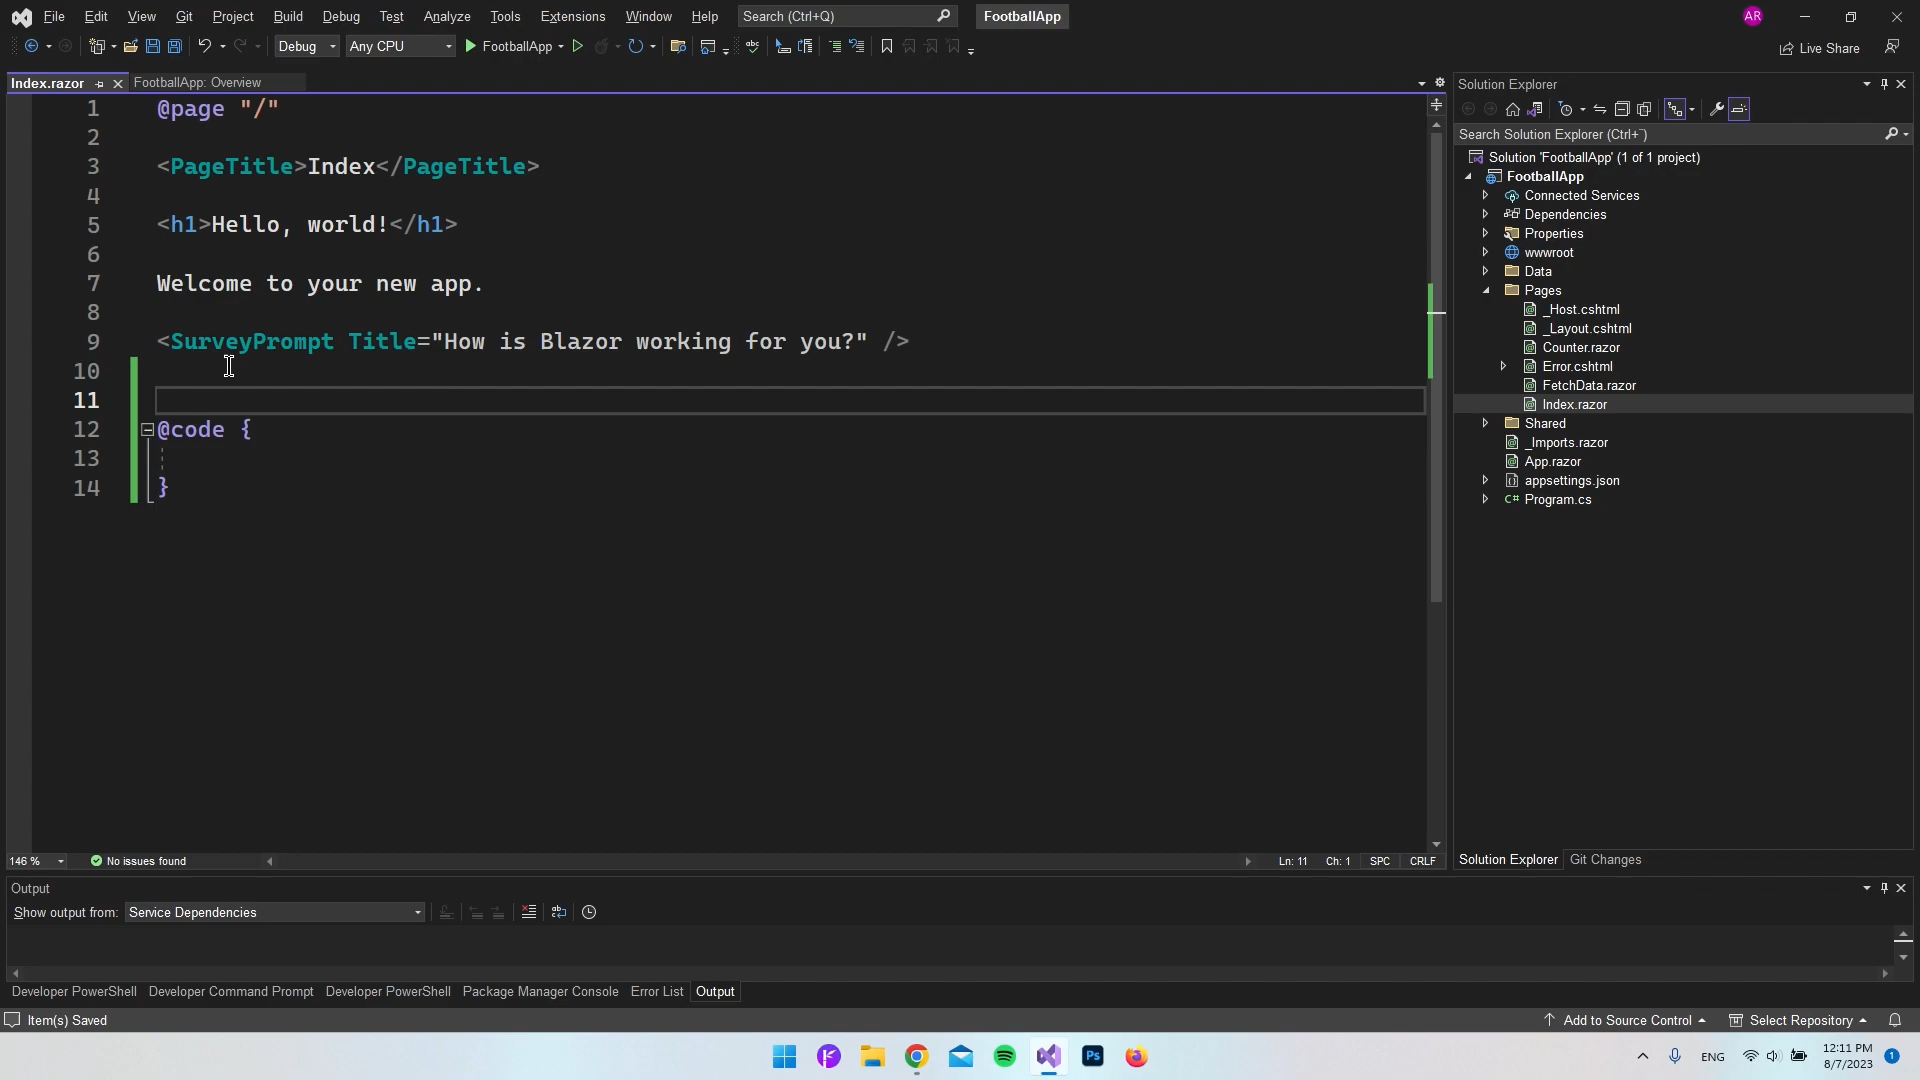 File Edit View Git Project Build Debug Test Analyze Tools Extensions Window Help Search (Ctrl+Q) FootballApp AR
Debug Any CPU FootballApp Live Share
Index.razor FootballApp: Overview
1 @page "/"
2
3 <PageTitle>Index</PageTitle>
4
5 <h1>Hello, world!</h1>
6
7 Welcome to your new app.
8
9 <SurveyPrompt Title="How is Blazor working for you?" />
10
11
12 @code {
13
14 }
146 % No issues found Ln: 11 Ch: 1 SPC CRLF
Solution Explorer
Search Solution Explorer (Ctrl+¨)
Solution 'FootballApp' (1 of 1 project)
FootballApp
Connected Services
Dependencies
Properties
wwwroot
Data
Pages
_Host.cshtml
_Layout.cshtml
Counter.razor
Error.cshtml
FetchData.razor
Index.razor
Shared
_Imports.razor
App.razor
appsettings.json
C# Program.cs
Solution Explorer Git Changes
Output
Show output from: Service Dependencies
Developer PowerShell Developer Command Prompt Developer PowerShell Package Manager Console Error List Output
Item(s) Saved Add to Source Control Select Repository
Ps ENG 12:11 PM 1
8/7/2023